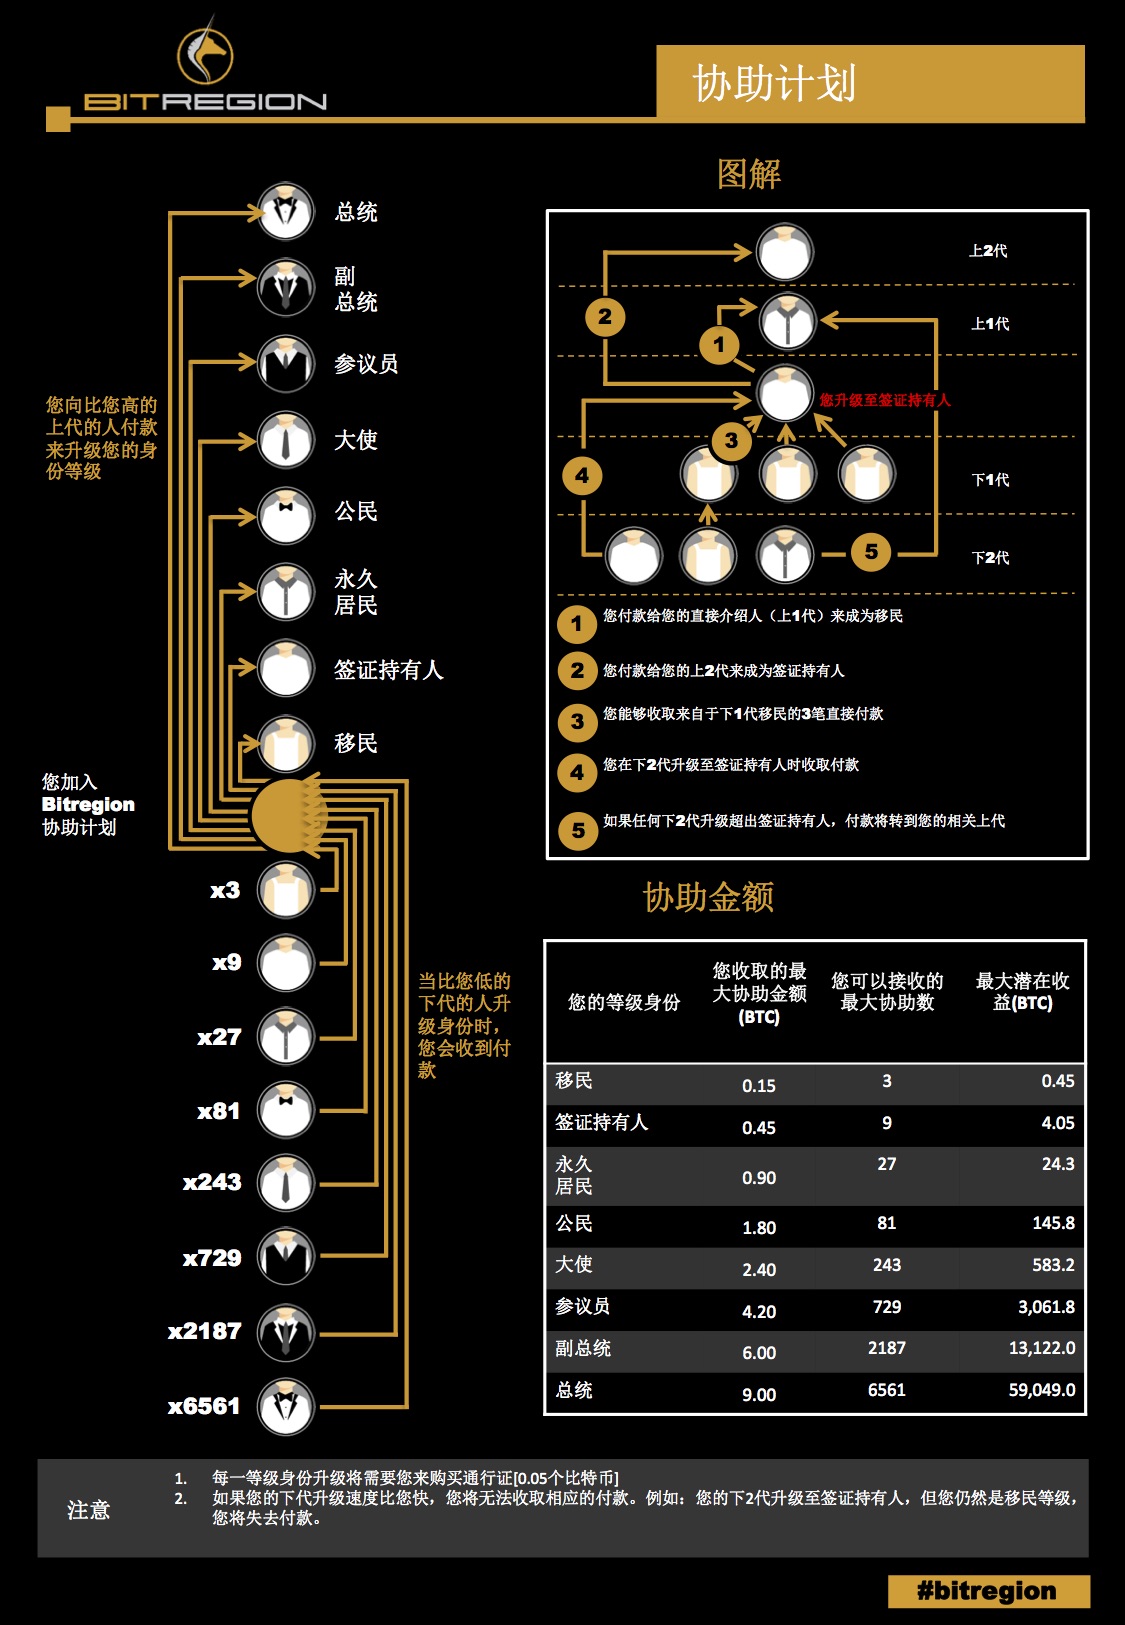 BITREGION
协助计划
图解
总统
副
总统
参议员
大使
公民
永久
居民
签证持有人
移民
您向比您高的
上代的人付款
来升级您的身
份等级
您加入
Bitregion
协助计划
x3
x9
x27
x81
x243
x729
x2187
x6561
当比您低的
下代的人升
级身份时，
您会收到付
款
上2代
2
上1代
1
您升级至签证持有人
3
4
下1代
5
下2代
1 您付款给您的直接介绍人（上1代）来成为移民
2 您付款给您的上2代来成为签证持有人
3 您能够收取来自于下1代移民的3笔直接付款
4 您在下2代升级至签证持有人时收取付款
5 如果任何下2代升级超出签证持有人，付款将转到您的相关上代
协助金额
您的等级身份
您收取的最
大协助金额
(BTC)
您可以接收的
最大协助数
最大潜在收
益(BTC)
移民 0.15 3 0.45
签证持有人 0.45 9 4.05
永久
居民 0.90 27 24.3
公民 1.80 81 145.8
大使 2.40 243 583.2
参议员 4.20 729 3,061.8
副总统 6.00 2187 13,122.0
总统 9.00 6561 59,049.0
注意
1. 每一等级身份升级将需要您来购买通行证[0.05个比特币]
2. 如果您的下代升级速度比您快，您将无法收取相应的付款。例如：您的下2代升级至签证持有人，但您仍然是移民等级，
您将失去付款。
#bitregion